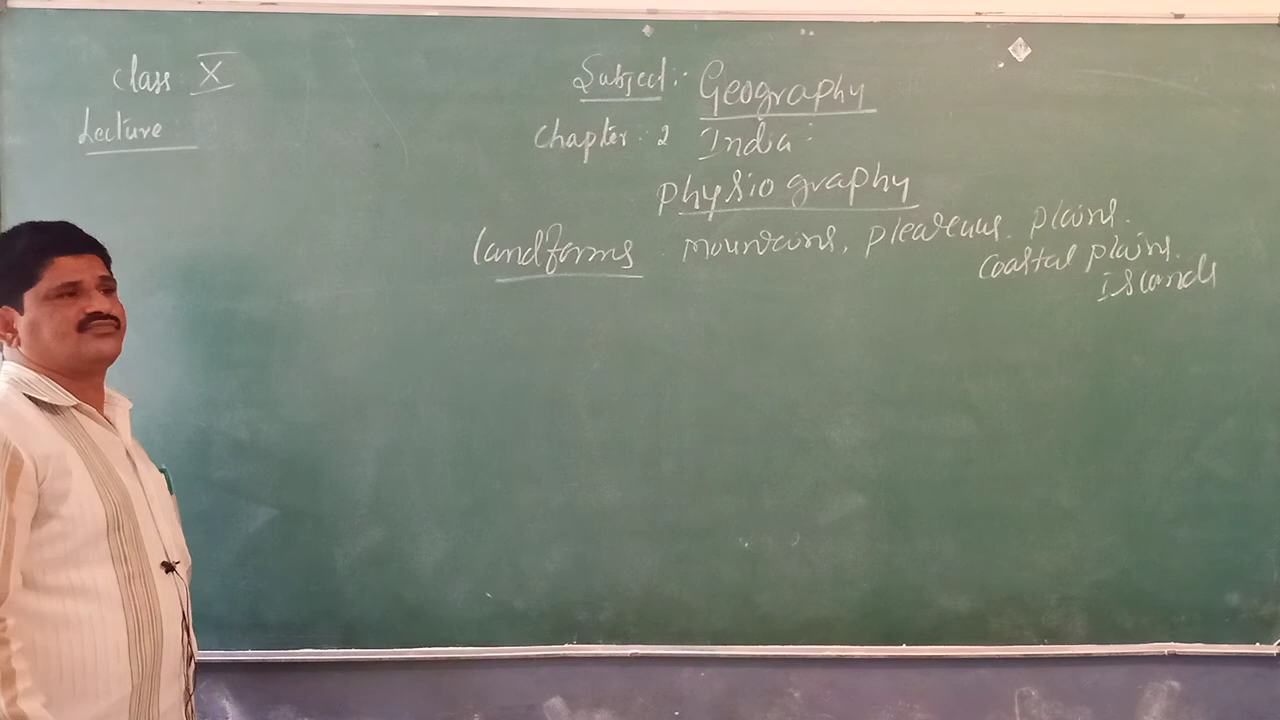 Class : X
Lecture
Subject :- Geography
Chapter : 2 India :
Physiography
landforms mountains, pleateaus. plains.
coastal plains.
islands